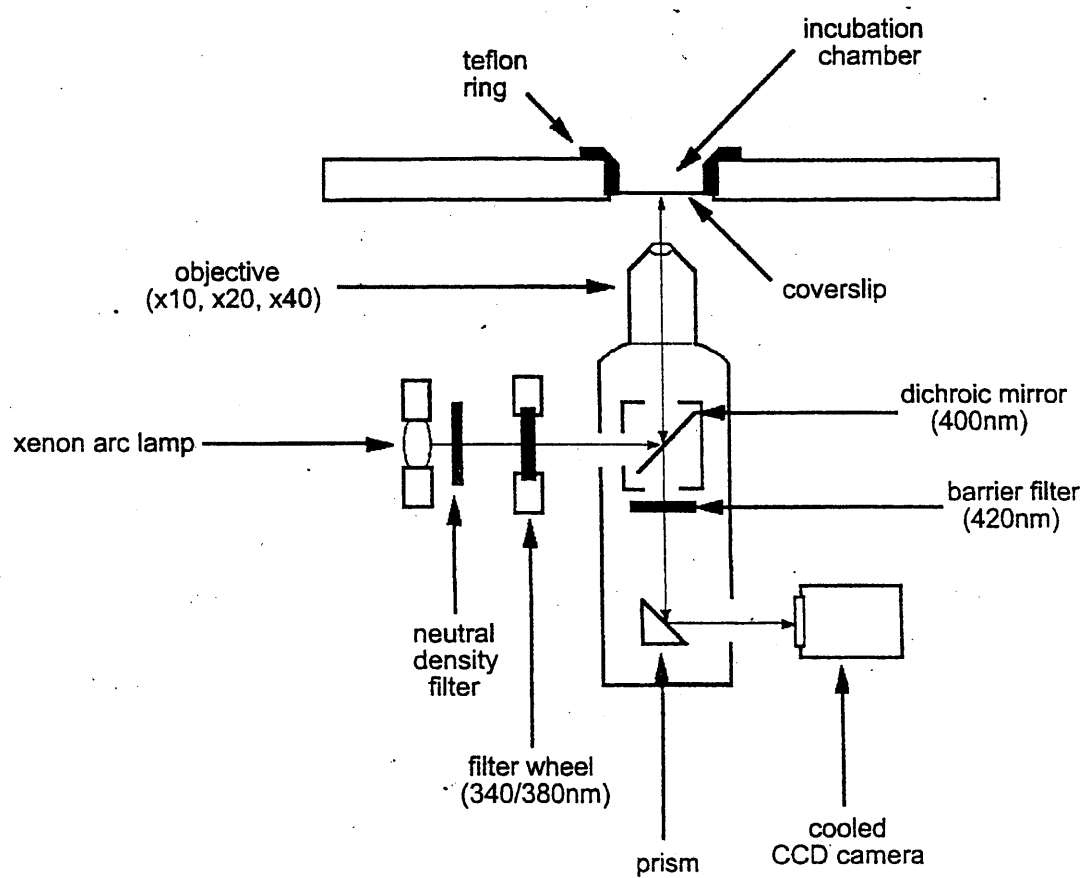 incubation
chamber
teflon
ring
objective
(x10, x20, x40)
coverslip
dichroic mirror
(400nm)
xenon arc lamp
barrier filter
(420nm)
neutral
density
filter
filter wheel
(340/380nm)
cooled
CCD camera
prism